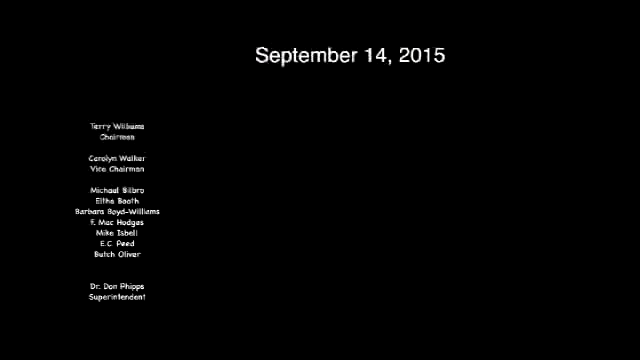 September 14, 2015
Terry Williams
Chairman
Carolyn Walker
Vice Chairman
Michael Bilbro
Eltha Booth
Barbara Boyd-Williams
F. Mac Hodges
Mike Isbell
E.C. Peed
Butch Oliver
Dr. Don Phipps
Superintendent